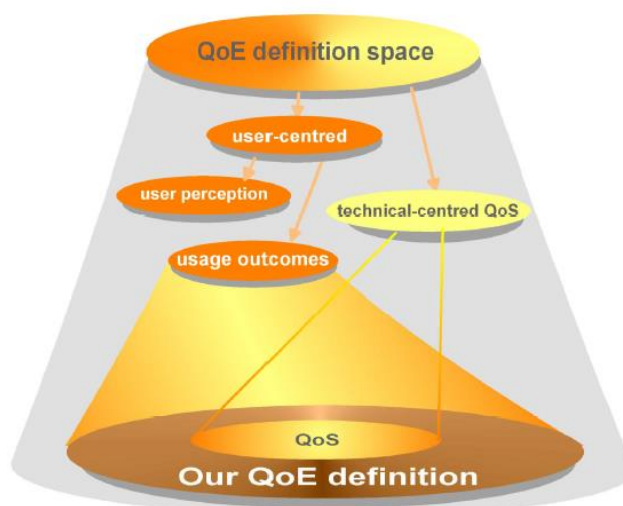 QoE definition space
user-centred
user perception
technical-centred QoS
usage outcomes
QoS
Our QoE definition